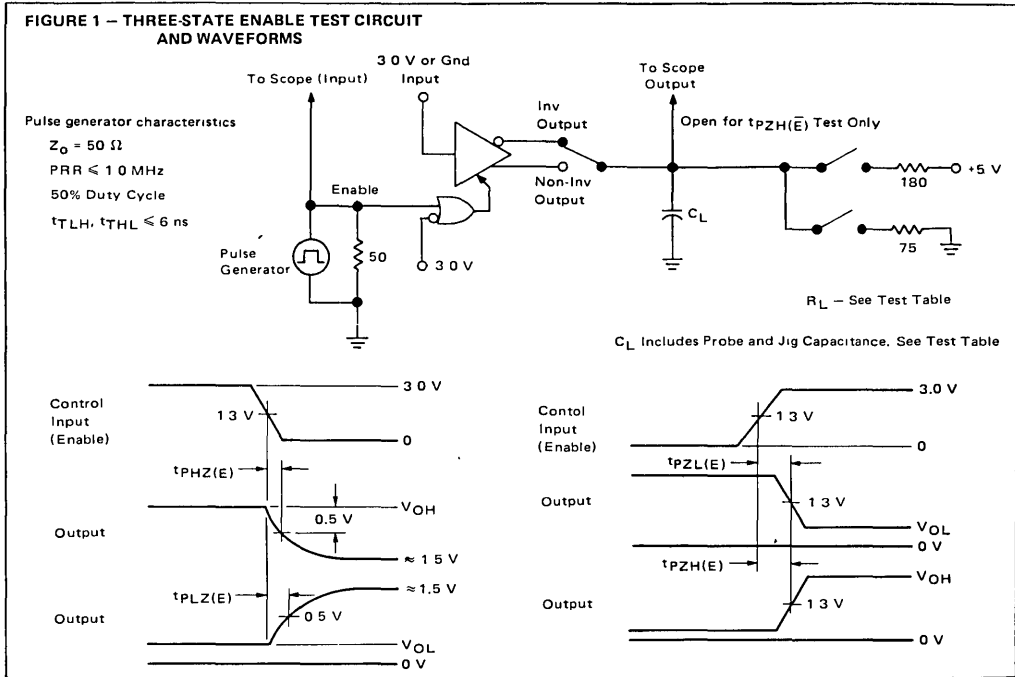 FIGURE 1 – THREE-STATE ENABLE TEST CIRCUIT
AND WAVEFORMS
To Scope (Input)
3 0 V or Gnd
Input
To Scope
Output
Pulse generator characteristics
Zo = 50 Ω
PRR ⩽ 1 0 MHz
50% Duty Cycle
tTLH, tTHL ⩽ 6 ns
Inv
Output
Open for tPZH(E̅) Test Only
Enable
Non-Inv
Output
180
+5 V
CL
Pulse
Generator
50
3 0 V
75
RL – See Test Table
CL Includes Probe and Jig Capacitance. See Test Table
Control
Input
(Enable)
3 0 V
1 3 V
0
tPHZ(E)
VOH
0.5 V
Output
≈ 1 5 V
tPLZ(E)
≈1.5 V
Output
0 5 V
VOL
0 V
Contol
Input
(Enable)
3.0 V
1 3 V
0
tPZL(E)
Output
1 3 V
VOL
0 V
tPZH(E)
VOH
Output
1 3 V
0 V